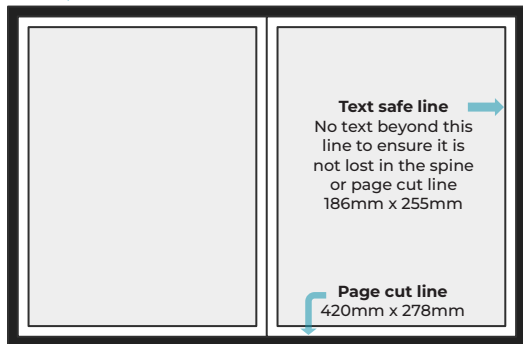 Text safe line
No text beyond this
line to ensure it is
not lost in the spine
or page cut line
186mm x 255mm
Page cut line
420mm x 278mm